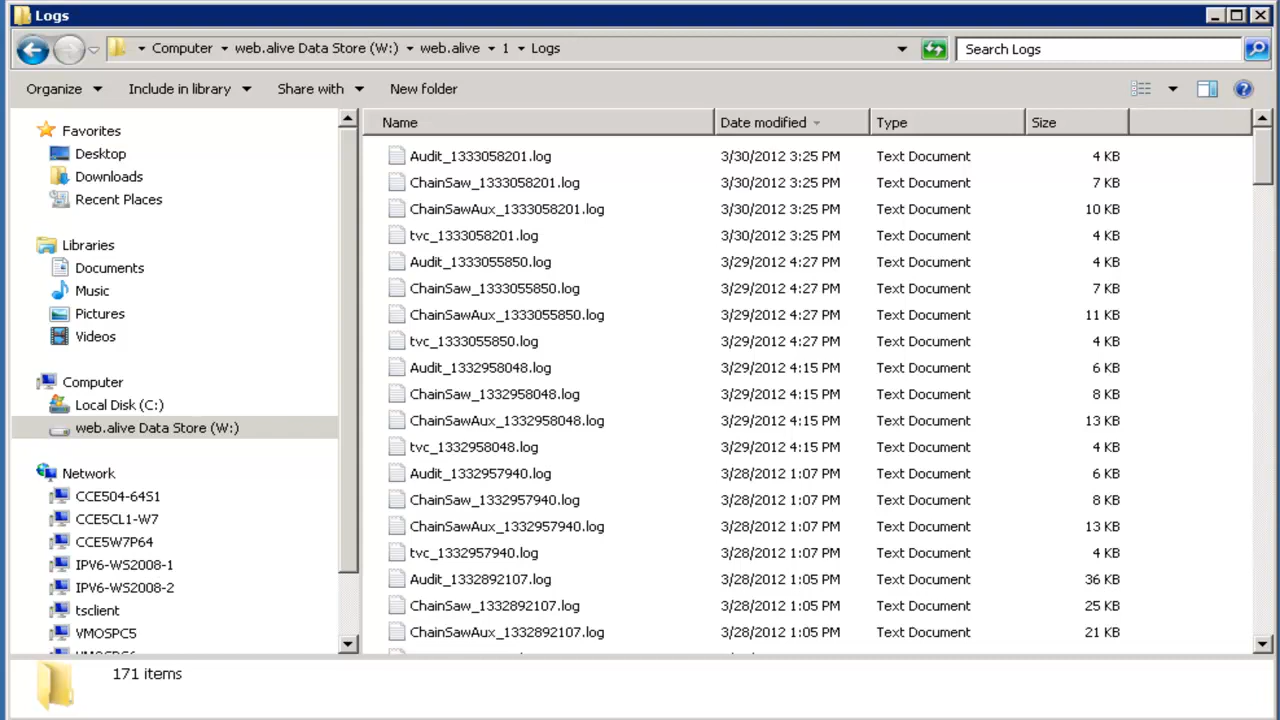 Logs
Computer web.alive Data Store (W:) web.alive 1 Logs
Search Logs
Organize Include in library Share with New folder
Favorites
Desktop
Downloads
Recent Places
Libraries
Documents
Music
Pictures
Videos
Computer
Local Disk (C:)
web.alive Data Store (W:)
Network
CCE504-64S1
CCE5CL1-W7
CCE5W7P64
IPV6-WS2008-1
IPV6-WS2008-2
tsclient
VMOSPC5
Name Date modified Type Size
Audit_1333058201.log 3/30/2012 3:25 PM Text Document 4 KB
ChainSaw_1333058201.log 3/30/2012 3:25 PM Text Document 7 KB
ChainSawAux_1333058201.log 3/30/2012 3:25 PM Text Document 10 KB
tvc_1333058201.log 3/30/2012 3:25 PM Text Document 4 KB
Audit_1333055850.log 3/29/2012 4:27 PM Text Document 4 KB
ChainSaw_1333055850.log 3/29/2012 4:27 PM Text Document 7 KB
ChainSawAux_1333055850.log 3/29/2012 4:27 PM Text Document 11 KB
tvc_1333055850.log 3/29/2012 4:27 PM Text Document 4 KB
Audit_1332958048.log 3/29/2012 4:15 PM Text Document 6 KB
ChainSaw_1332958048.log 3/29/2012 4:15 PM Text Document 8 KB
ChainSawAux_1332958048.log 3/29/2012 4:15 PM Text Document 13 KB
tvc_1332958048.log 3/29/2012 4:15 PM Text Document 4 KB
Audit_1332957940.log 3/28/2012 1:07 PM Text Document 6 KB
ChainSaw_1332957940.log 3/28/2012 1:07 PM Text Document 8 KB
ChainSawAux_1332957940.log 3/28/2012 1:07 PM Text Document 13 KB
tvc_1332957940.log 3/28/2012 1:07 PM Text Document 4 KB
Audit_1332892107.log 3/28/2012 1:05 PM Text Document 36 KB
ChainSaw_1332892107.log 3/28/2012 1:05 PM Text Document 25 KB
ChainSawAux_1332892107.log 3/28/2012 1:05 PM Text Document 21 KB
171 items